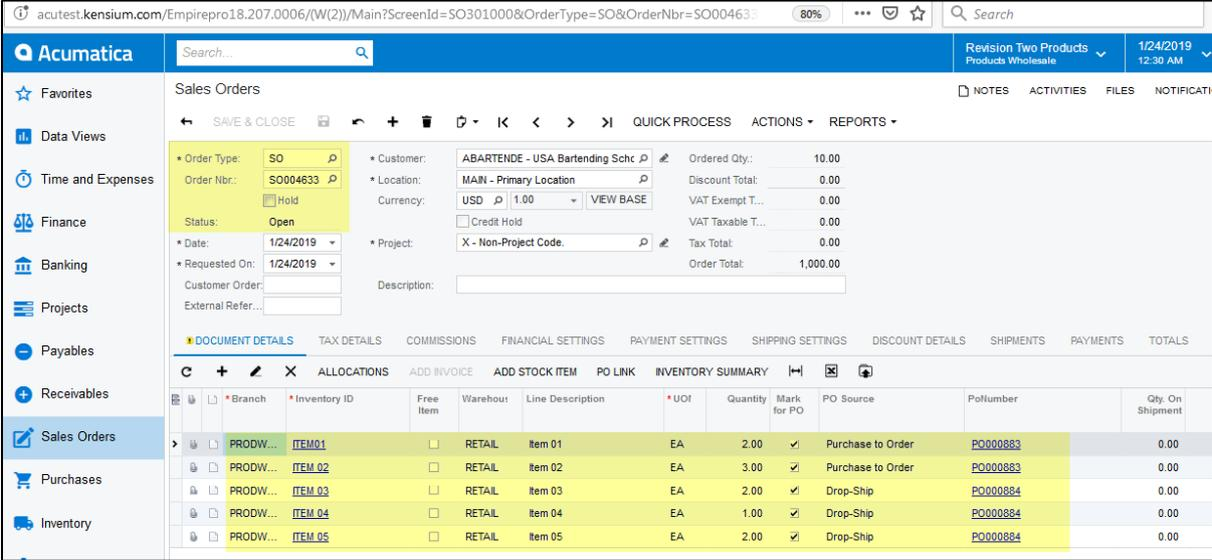 acutest.kensium.com/Empirepro18.207.0006/(W(2))/Main?ScreenId=SO301000&OrderType=SO&OrderNbr=SO004633 80% Search
Acumatica Search... Revision Two Products 1/24/2019
Products Wholesale 12:30 AM
Favorites Sales Orders NOTES ACTIVITIES FILES NOTIFICATI
SAVE & CLOSE QUICK PROCESS ACTIONS REPORTS
Data Views
* Order Type: SO * Customer: ABARTENDE - USA Bartending Schc Ordered Qty.: 10.00
Time and Expenses Order Nbr.: SO004633 * Location: MAIN - Primary Location Discount Total: 0.00
Hold Currency: USD 1.00 VIEW BASE VAT Exempt T... 0.00
Finance Status: Open Credit Hold VAT Taxable T... 0.00
* Date: 1/24/2019 * Project: X - Non-Project Code. Tax Total: 0.00
Banking * Requested On: 1/24/2019 Order Total: 1,000.00
Customer Order: Description:
Projects External Refer...
Payables DOCUMENT DETAILS TAX DETAILS COMMISSIONS FINANCIAL SETTINGS PAYMENT SETTINGS SHIPPING SETTINGS DISCOUNT DETAILS SHIPMENTS PAYMENTS TOTALS
ALLOCATIONS ADD INVOICE ADD STOCK ITEM PO LINK INVENTORY SUMMARY
Receivables * Branch * Inventory ID Free Item Warehous Line Description * UOM Quantity Mark for PO PO Source PoNumber Qty. On Shipment
Sales Orders PRODW... ITEM01 RETAIL Item 01 EA 2.00 Purchase to Order PO000883 0.00
PRODW... ITEM 02 RETAIL Item 02 EA 3.00 Purchase to Order PO000883 0.00
Purchases PRODW... ITEM 03 RETAIL Item 03 EA 2.00 Drop-Ship PO000884 0.00
PRODW... ITEM 04 RETAIL Item 04 EA 1.00 Drop-Ship PO000884 0.00
Inventory PRODW... ITEM 05 RETAIL Item 05 EA 2.00 Drop-Ship PO000884 0.00